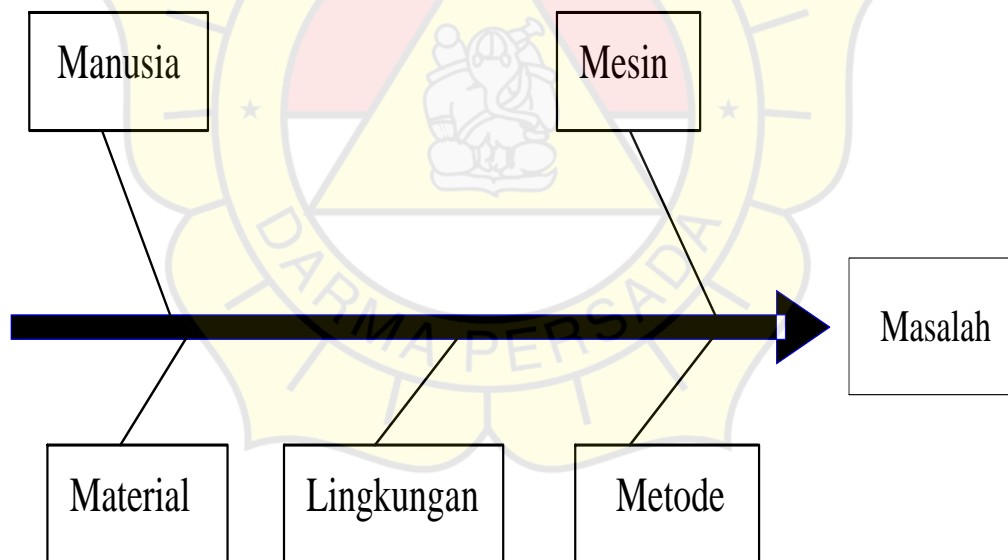 Manusia
Mesin
DARMA PERSADA
Masalah
Material
Lingkungan
Metode